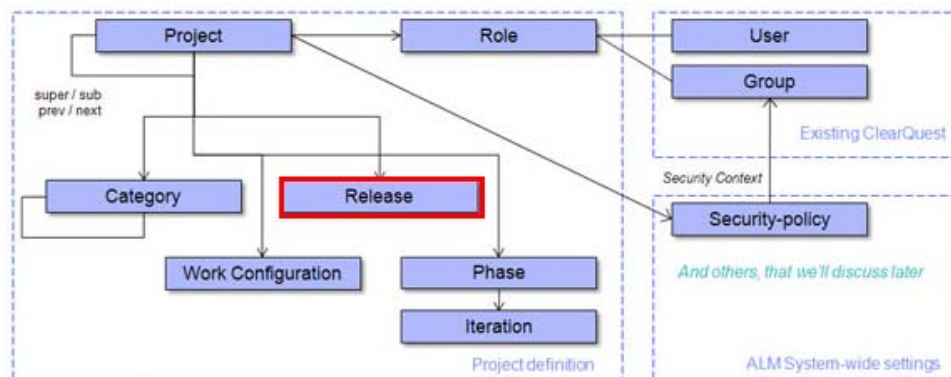 Project
Role
User
Group
super / sub
prev / next
Existing ClearQuest
Security Context
Category
Release
Security-policy
Work Configuration
Phase
And others, that we'll discuss later
Iteration
Project definition
ALM System-wide settings